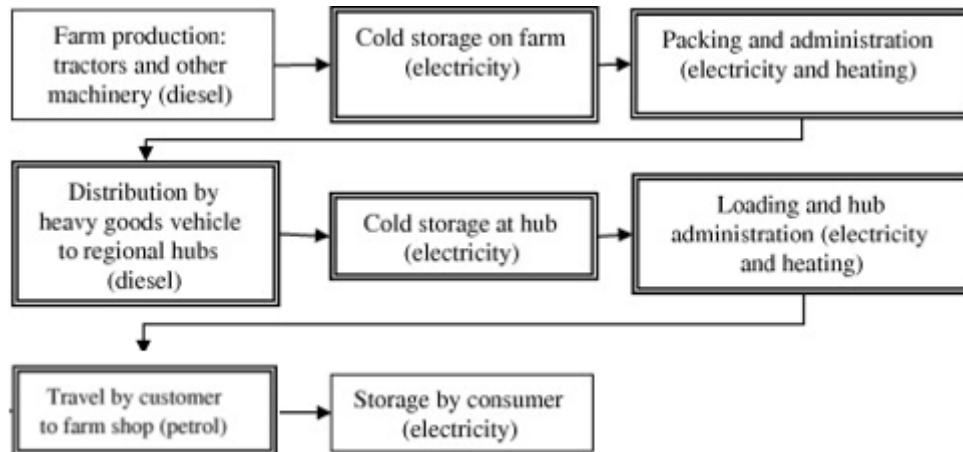 Farm production:
tractors and other
machinery (diesel)
Cold storage on farm
(electricity)
Packing and administration
(electricity and heating)
Distribution by
heavy goods vehicle
to regional hubs
(diesel)
Cold storage at hub
(electricity)
Loading and hub
administration (electricity
and heating)
Travel by customer
to farm shop (petrol)
Storage by consumer
(electricity)